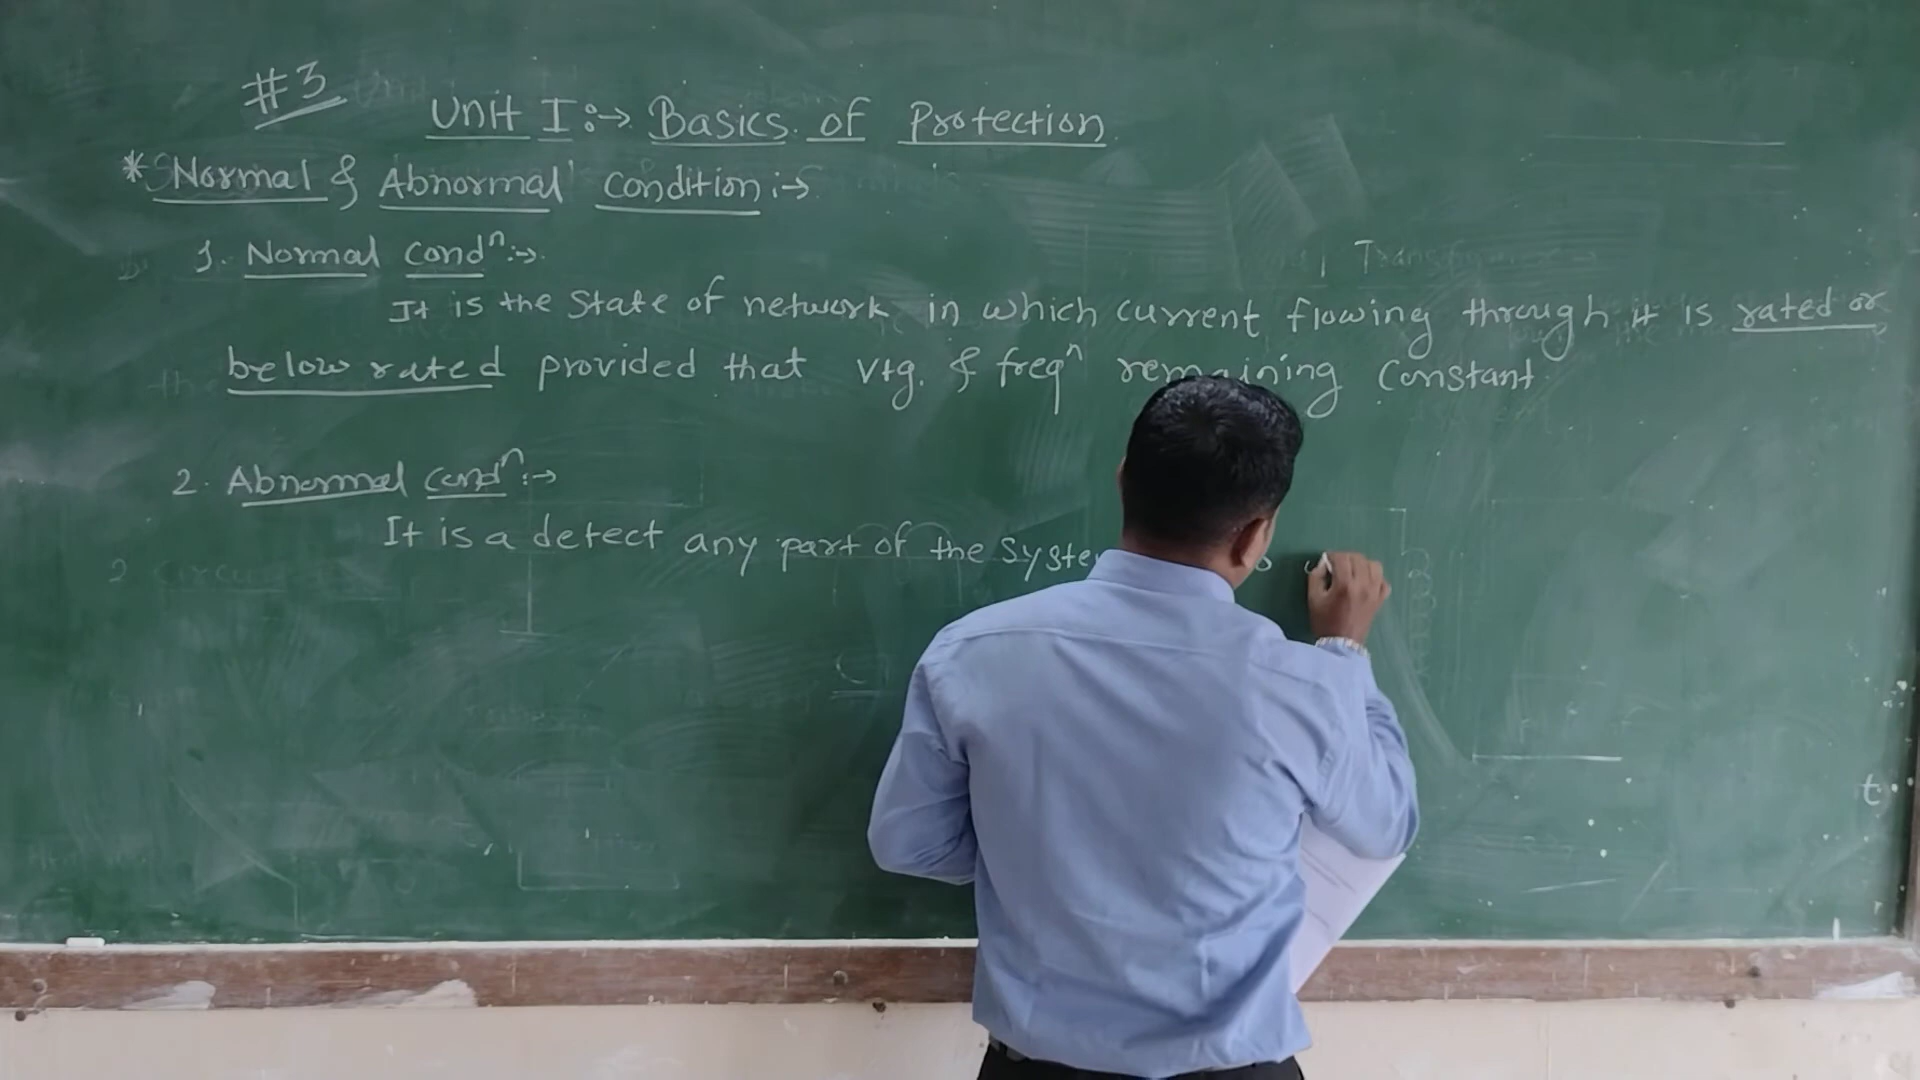 #3
Unit I :→ Basics of Protection
* Normal & Abnormal Condition :→
1. Normal Condⁿ :→
It is the State of network in which current flowing through it is rated or
below rated provided that vtg. & freqⁿ remaining Constant
2. Abnormal Condⁿ :→
It is a detect any part of the System
t